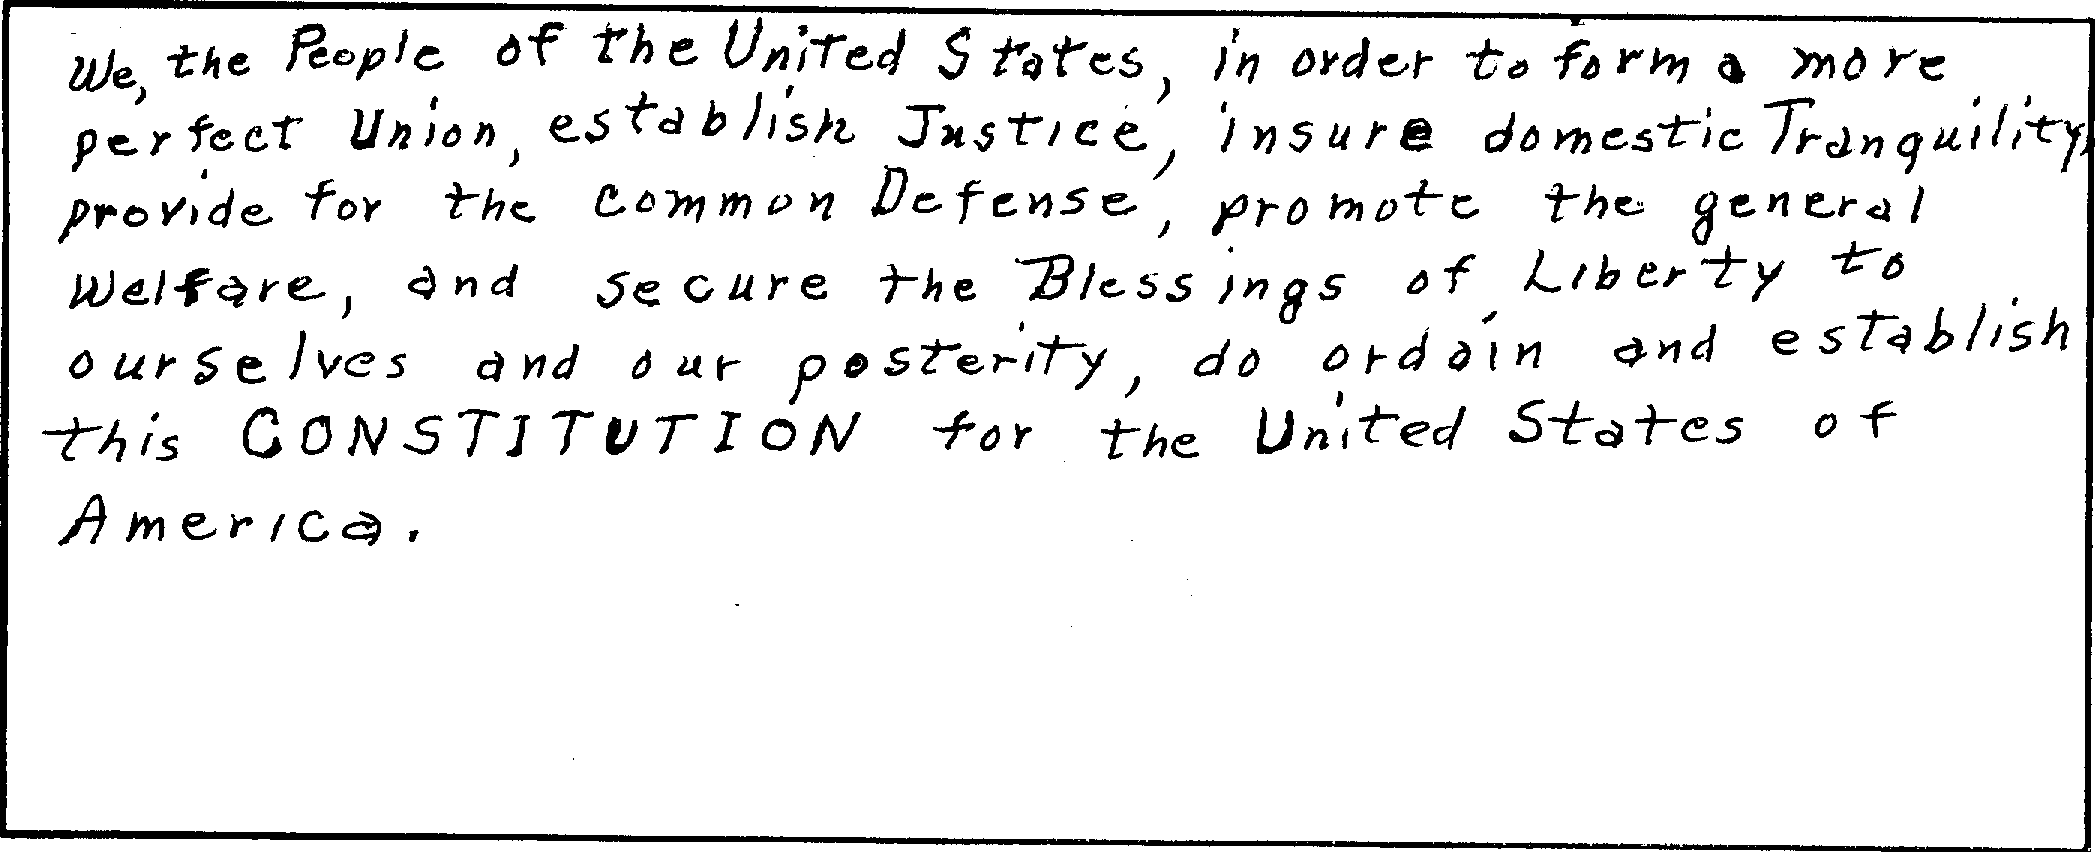 We, the People of the United States, in order to form a more
perfect Union, establish Justice, insure domestic Tranquility,
provide for the common Defense, promote the general
Welfare, and secure the Blessings of Liberty to
ourselves and our posterity, do ordain and establish
this CONSTITUTION for the United States of
America.